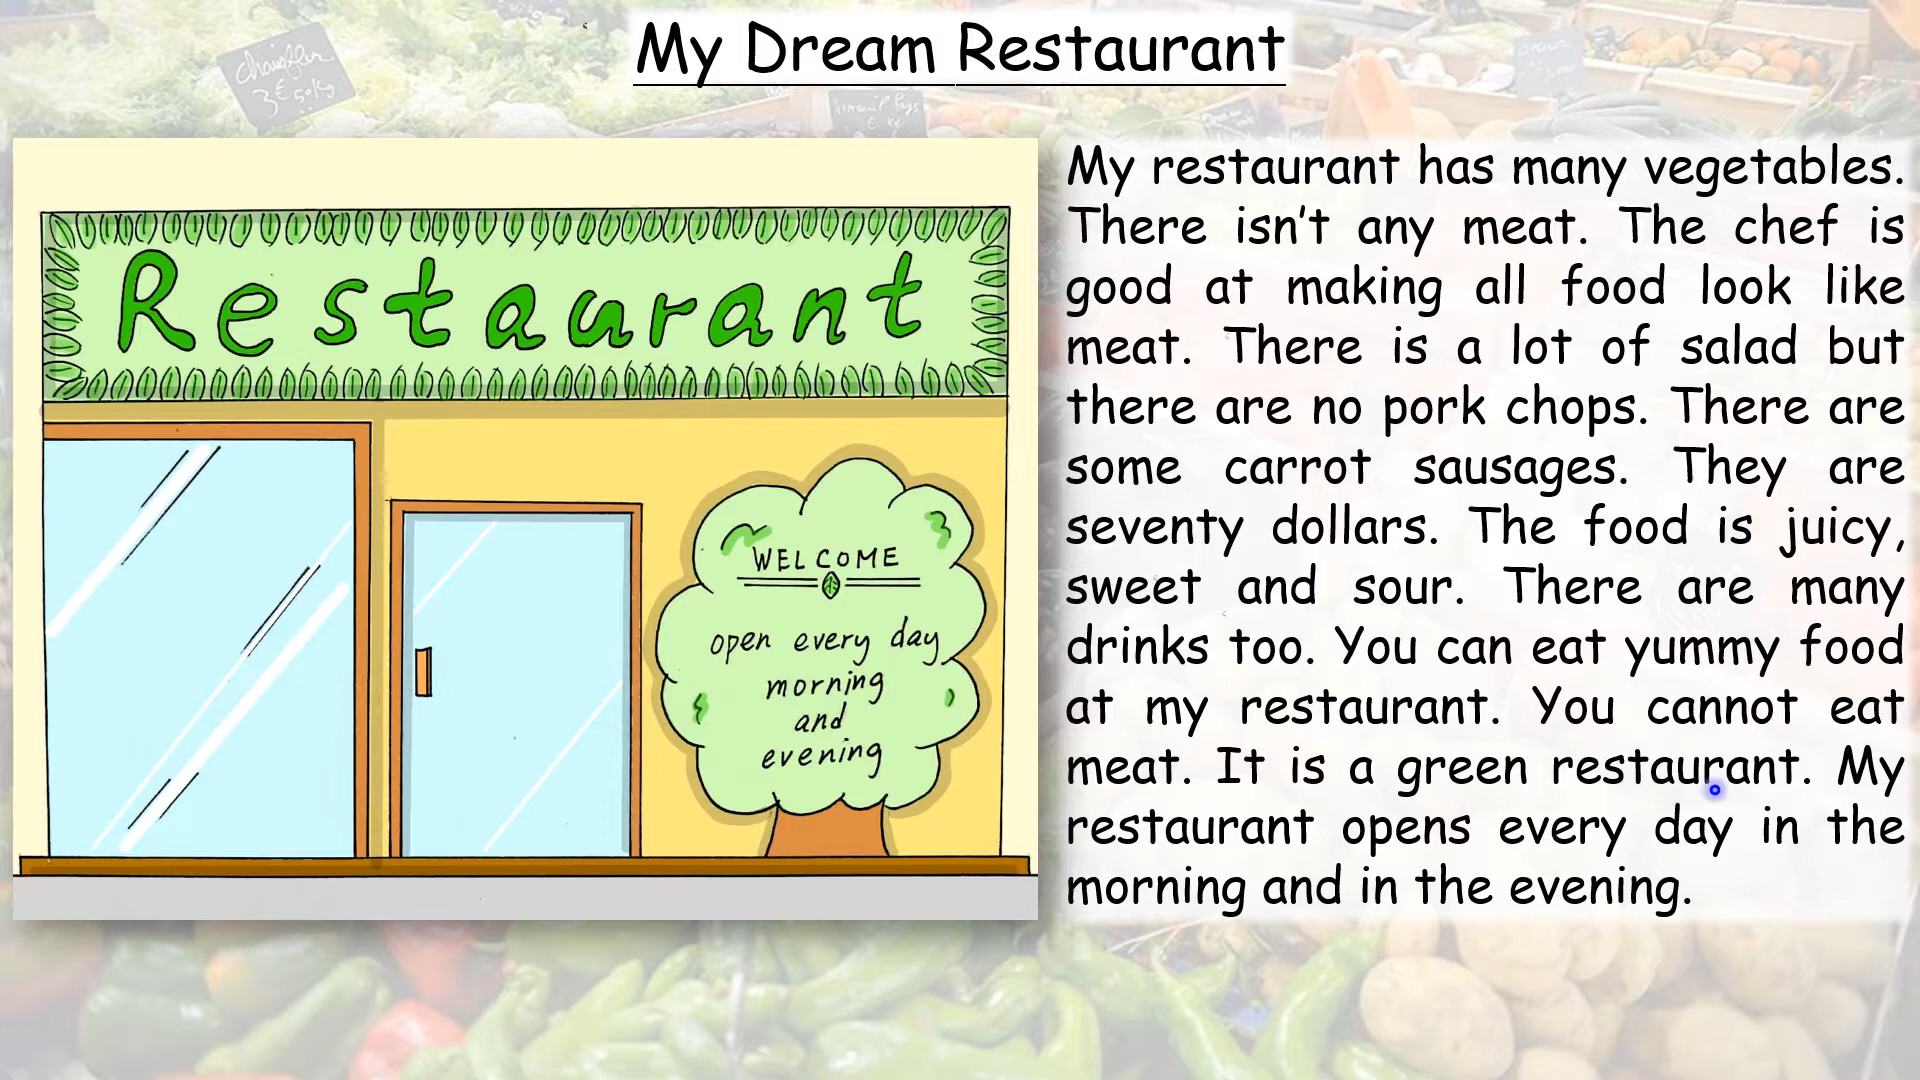 My Dream Restaurant
chouxfleur
3€50kg
Restaurant
WELCOME
open every day
morning
and
evening
My restaurant has many vegetables.
There isn’t any meat. The chef is
good at making all food look like
meat. There is a lot of salad but
there are no pork chops. There are
some carrot sausages. They are
seventy dollars. The food is juicy,
sweet and sour. There are many
drinks too. You can eat yummy food
at my restaurant. You cannot eat
meat. It is a green restaurant. My
restaurant opens every day in the
morning and in the evening.